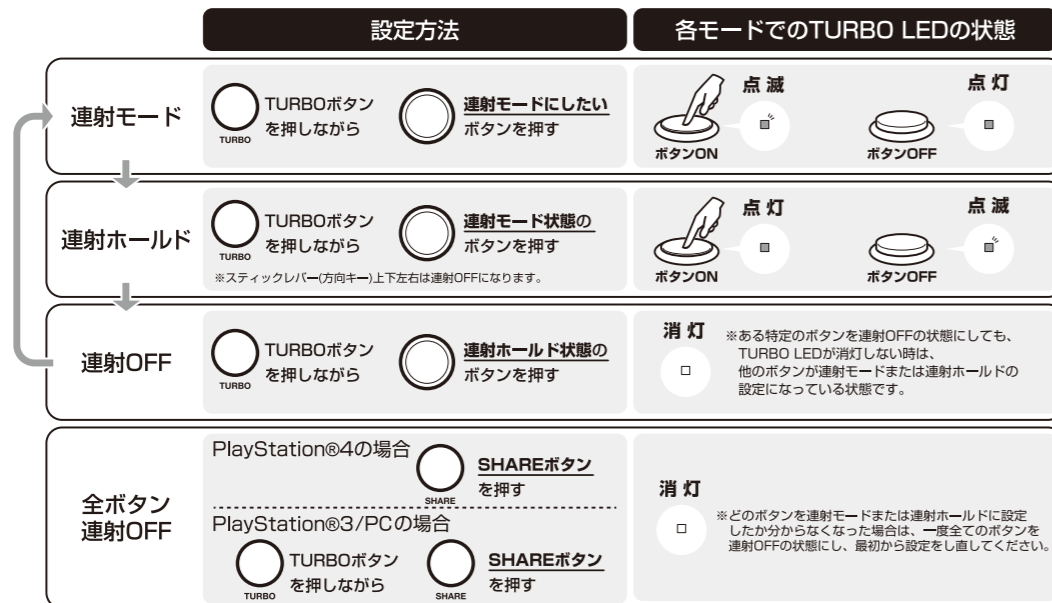 設定方法
各モードでのTURBO LEDの状態
連射モード
TURBOボタン
を押しながら
TURBO
連射モードにしたい
ボタンを押す
点滅
ボタンON
点灯
ボタンOFF
連射ホールド
TURBOボタン
を押しながら
TURBO
連射モード状態の
ボタンを押す
※スティックレバー(方向キー)上下左右は連射OFFになります。
点灯
ボタンON
点滅
ボタンOFF
連射OFF
TURBOボタン
を押しながら
TURBO
連射ホールド状態の
ボタンを押す
消灯
※ある特定のボタンを連射OFFの状態にしても、
TURBO LEDが消灯しない時は、
他のボタンが連射モードまたは連射ホールドの
設定になっている状態です。
全ボタン
連射OFF
PlayStation®4の場合
SHARE
SHAREボタン
を押す
PlayStation®3/PCの場合
TURBOボタン
を押しながら
TURBO
SHAREボタン
を押す
SHARE
消灯
※どのボタンを連射モードまたは連射ホールドに設定
したか分からなくなった場合は、一度全てのボタンを
連射OFFの状態にし、最初から設定をし直してください。